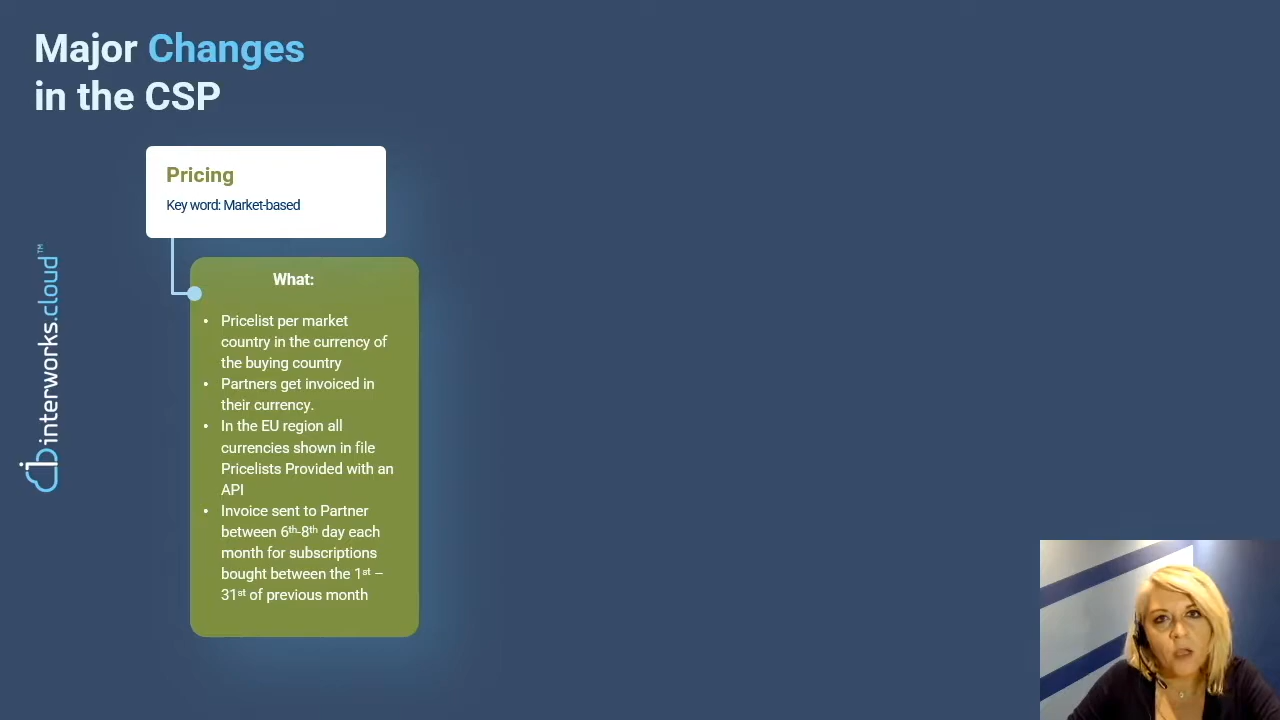 Major Changes
in the CSP
Pricing
Key word: Market-based
What:
• Pricelist per market
country in the currency of
the buying country
• Partners get invoiced in
their currency.
• In the EU region all
currencies shown in file
Pricelists Provided with an
API
• Invoice sent to Partner
between 6th-8th day each
month for subscriptions
bought between the 1st –
31st of previous month
interworks.cloud™